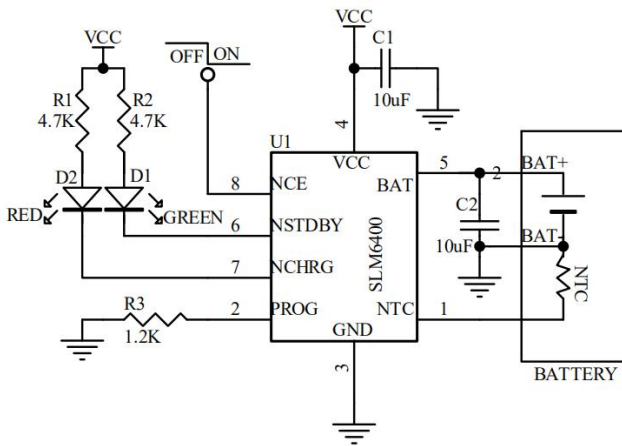 VCC
OFF ON
VCC
C1
10uF
R1
4.7K
R2
4.7K
4
U1
VCC
D2
D1
RED
GREEN
8
NCE
BAT
5
2
BAT+
6
NSTDBY
SLM6400
C2
10uF
BAT-
7
NCHRG
NTC
R3
1.2K
2
PROG
NTC
1
GND
3
BATTERY